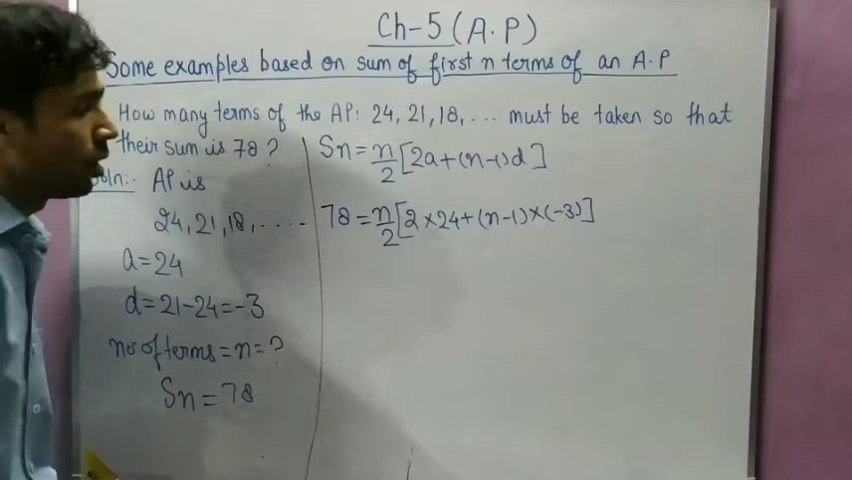 Ch-5 (A.P)
Some examples based on sum of first n terms of an A.P
How many terms of the AP: 24, 21, 18, ... must be taken so that
their sum is 78?
Soln:- AP is
24, 21, 18, .....
a=24
d=21-24=-3
no. of terms = n = ?
Sn = 78
Sn = n/2 [2a+(n-1)d]
78 = n/2 [2×24+(n-1)×(-3)]